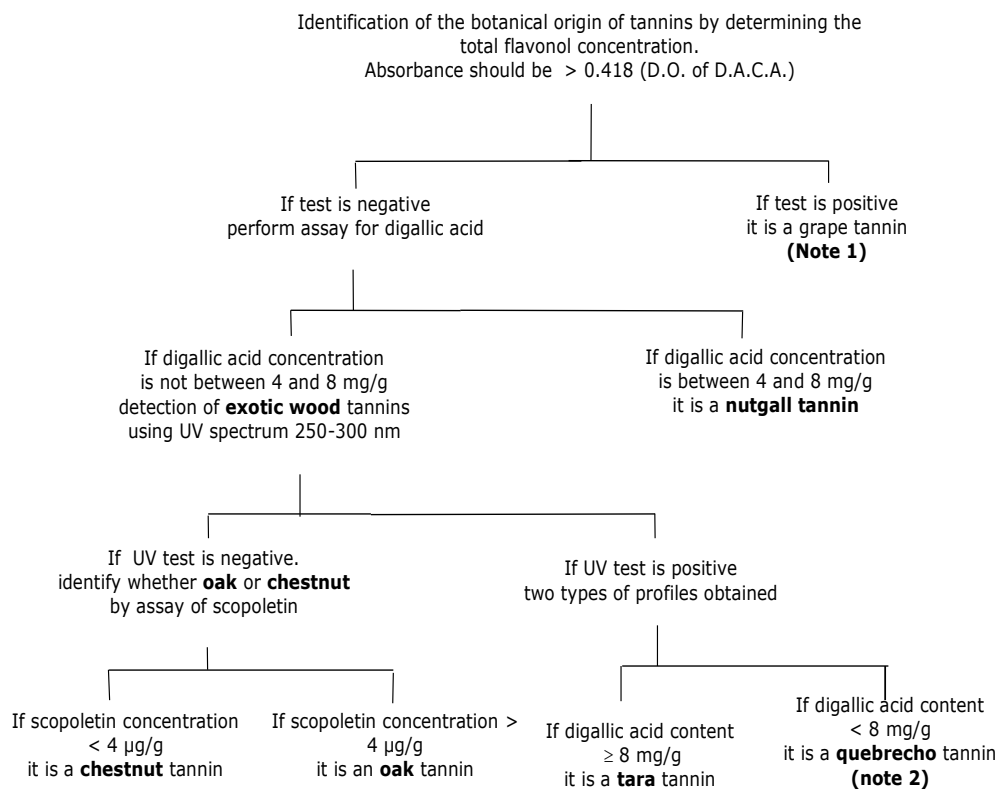 Identification of the botanical origin of tannins by determining the
total flavonol concentration.
Absorbance should be > 0.418 (D.O. of D.A.C.A.)
If test is negative
perform assay for digallic acid
If test is positive
it is a grape tannin
(Note 1)
If digallic acid concentration
is not between 4 and 8 mg/g
detection of exotic wood tannins
using UV spectrum 250-300 nm
If digallic acid concentration
is between 4 and 8 mg/g
it is a nutgall tannin
If UV test is negative.
identify whether oak or chestnut
by assay of scopoletin
If UV test is positive
two types of profiles obtained
If scopoletin concentration
< 4 µg/g
it is a chestnut tannin
If scopoletin concentration >
4 µg/g
it is an oak tannin
If digallic acid content
≥ 8 mg/g
it is a tara tannin
If digallic acid content
< 8 mg/g
it is a quebrecho tannin
(note 2)